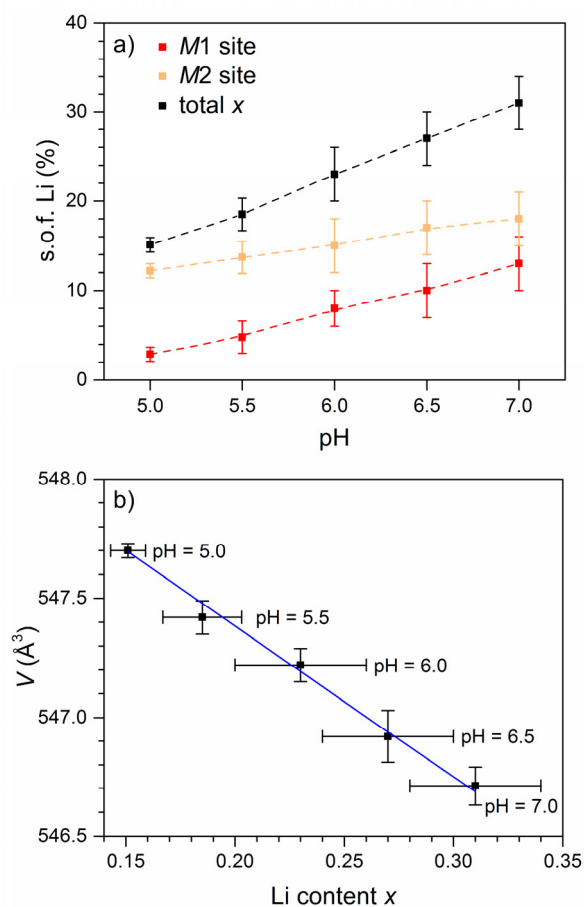 a)
M1 site
M2 site
total x
40
30
20
10
0
s.o.f. Li (%)
5.0 5.5 6.0 6.5 7.0
pH
b)
548.0
547.5
547.0
546.5
V (Å³)
pH = 5.0
pH = 5.5
pH = 6.0
pH = 6.5
pH = 7.0
0.15 0.20 0.25 0.30 0.35
Li content x